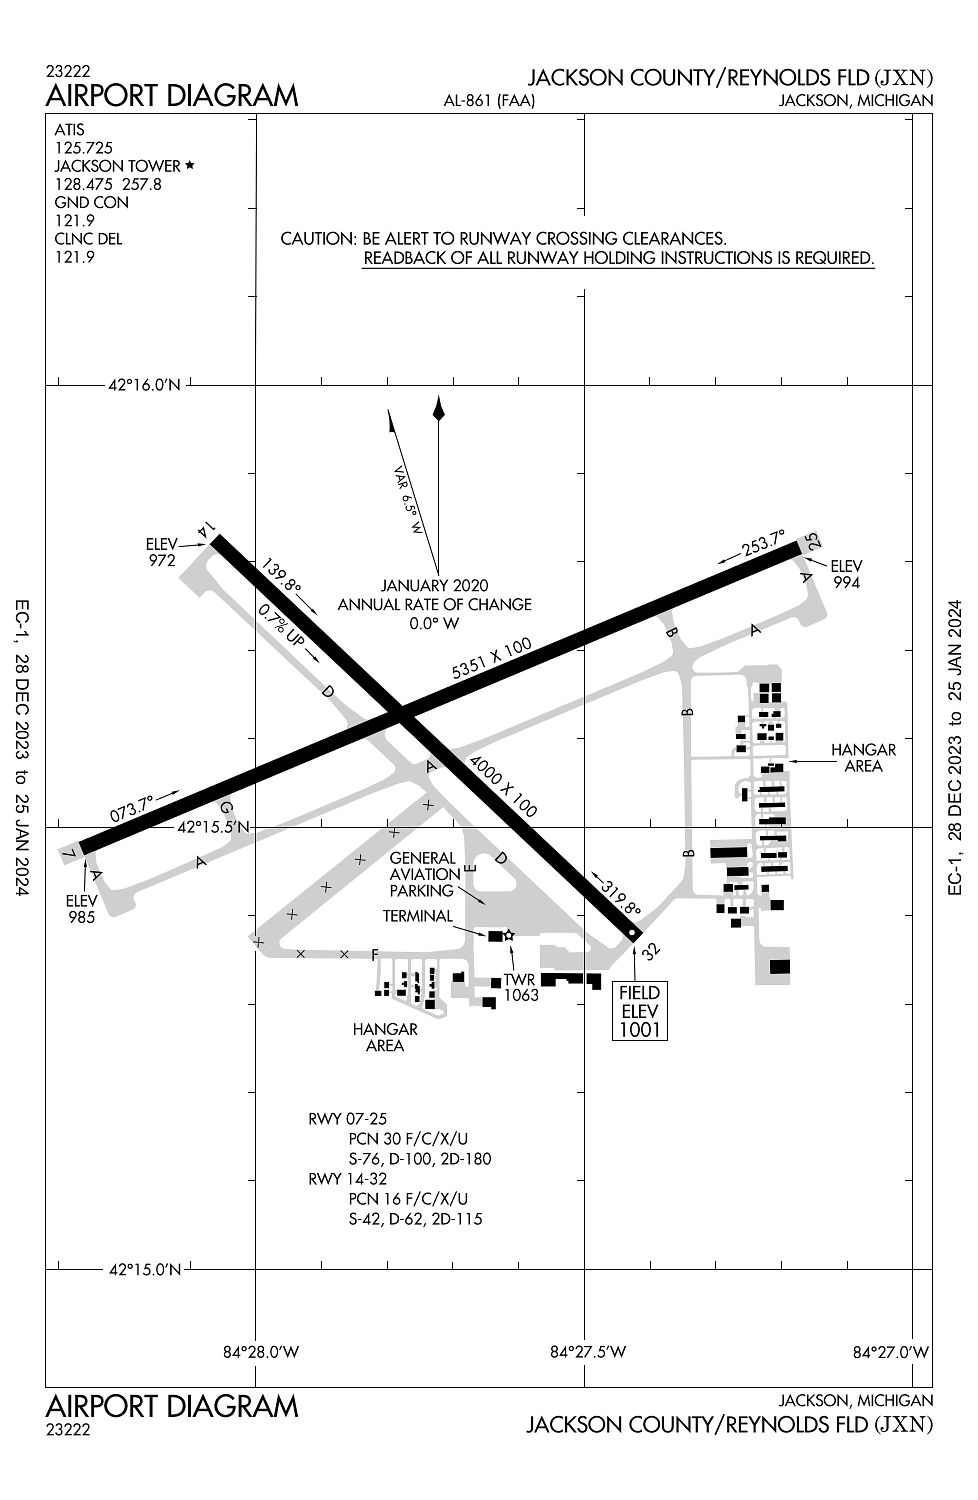 23222
AIRPORT DIAGRAM
AL-861 (FAA)
JACKSON COUNTY/REYNOLDS FLD (JXN)
JACKSON, MICHIGAN
ATIS
125.725
JACKSON TOWER ★
128.475 257.8
GND CON
121.9
CLNC DEL
121.9
CAUTION: BE ALERT TO RUNWAY CROSSING CLEARANCES.
READBACK OF ALL RUNWAY HOLDING INSTRUCTIONS IS REQUIRED.
42°16.0'N
VAR 6.5° W
JANUARY 2020
ANNUAL RATE OF CHANGE
0.0° W
14
ELEV
972
139.8°
0.7% UP
253.7°
25
ELEV
994
A
A
B
5351 X 100
D
B
HANGAR
AREA
A
4000 X 100
073.7°
G
42°15.5'N
7
A
A
ELEV
985
GENERAL
AVIATION
PARKING
E
D
B
TERMINAL
319.8°
32
F
TWR
1063
FIELD
ELEV
1001
HANGAR
AREA
RWY 07-25
PCN 30 F/C/X/U
S-76, D-100, 2D-180
RWY 14-32
PCN 16 F/C/X/U
S-42, D-62, 2D-115
42°15.0'N
84°28.0'W
84°27.5'W
84°27.0'W
AIRPORT DIAGRAM
23222
JACKSON, MICHIGAN
JACKSON COUNTY/REYNOLDS FLD (JXN)
EC-1, 28 DEC 2023 to 25 JAN 2024
EC-1, 28 DEC 2023 to 25 JAN 2024